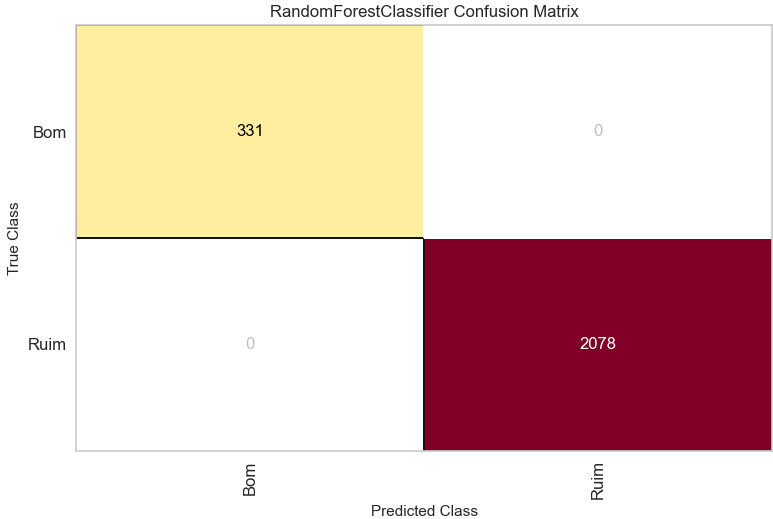 RandomForestClassifier Confusion Matrix
True Class
Bom
331
0
Ruim
0
2078
Bom
Ruim
Predicted Class